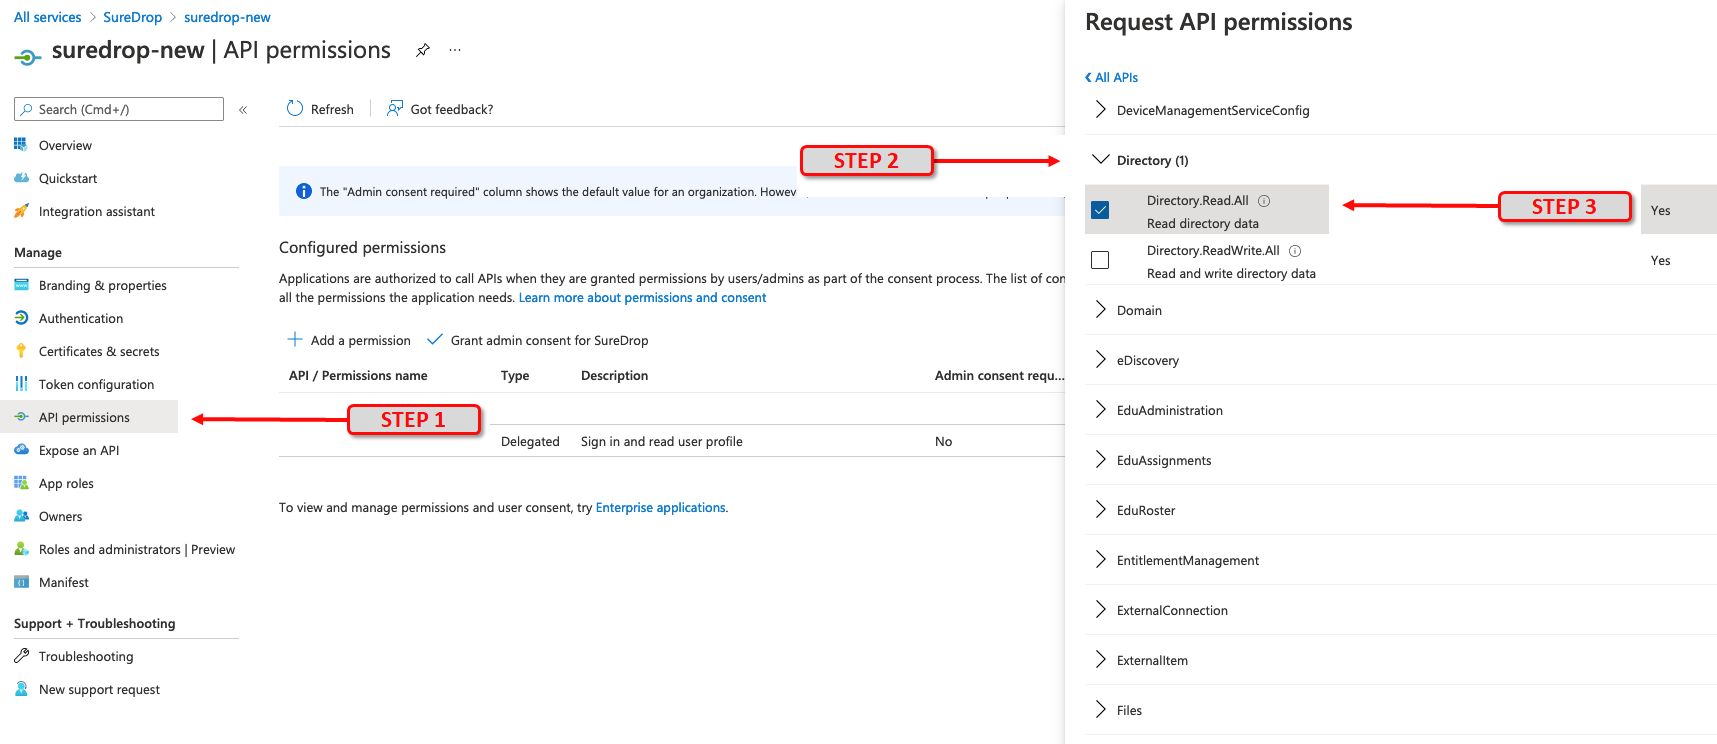 All services > SureDrop > suredrop-new
suredrop-new | API permissions
Search (Cmd+/)
Overview
Quickstart
Integration assistant
Manage
Branding & properties
Authentication
Certificates & secrets
Token configuration
API permissions
Expose an API
App roles
Owners
Roles and administrators | Preview
Manifest
Support + Troubleshooting
Troubleshooting
New support request
Refresh
Got feedback?
The "Admin consent required" column shows the default value for an organization.
Configured permissions
Applications are authorized to call APIs when they are granted permissions by users/admins as part of the consent process. The list of
all the permissions the application needs. Learn more about permissions and consent
Add a permission
Grant admin consent for SureDrop
API / Permissions name Type Description Admin consent requ...
Delegated Sign in and read user profile No
To view and manage permissions and user consent, try Enterprise applications.
STEP 1
STEP 2
STEP 3
Request API permissions
All APIs
DeviceManagementServiceConfig
Directory (1)
Directory.Read.All
Read directory data
Yes
Directory.ReadWrite.All
Read and write directory data
Yes
Domain
eDiscovery
EduAdministration
EduAssignments
EduRoster
EntitlementManagement
ExternalConnection
ExternalItem
Files